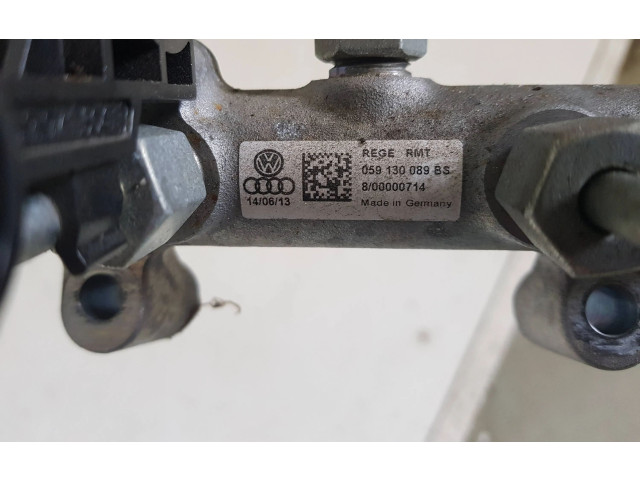 REGE RMT
059 130 089 BS
8/00000714
14/06/13
Made in Germany